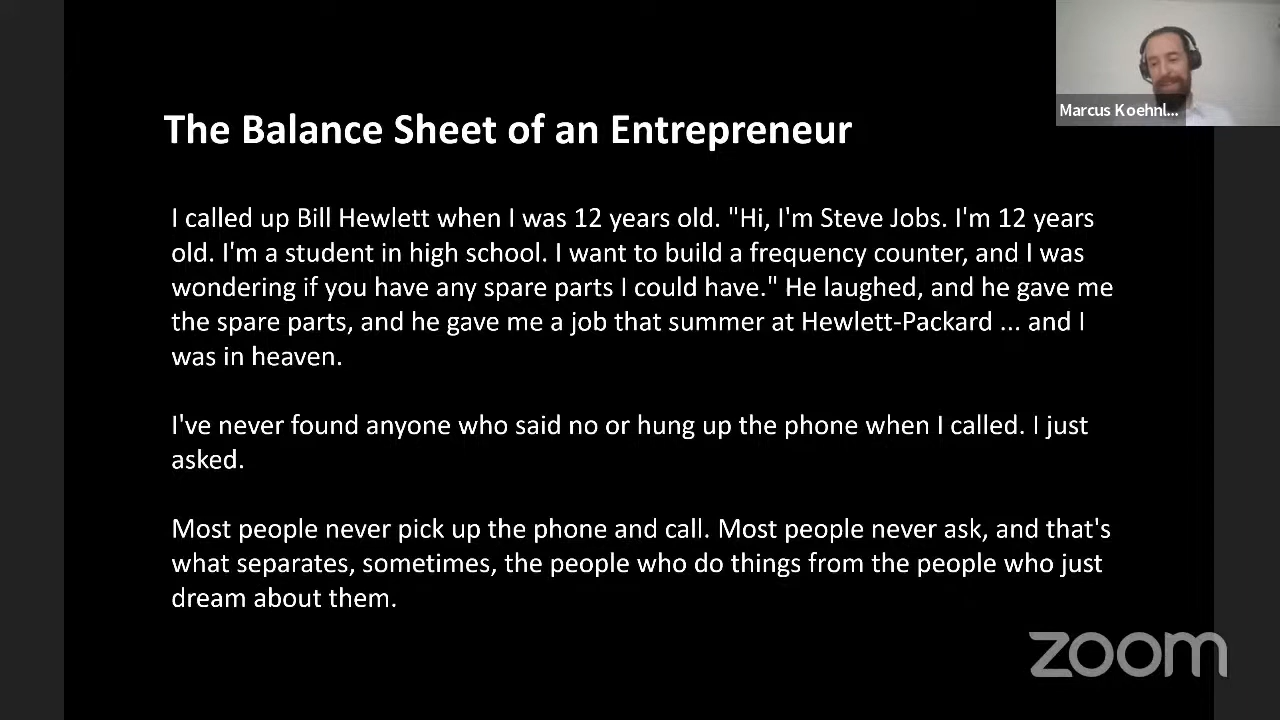 Marcus Koehnl...
The Balance Sheet of an Entrepreneur
I called up Bill Hewlett when I was 12 years old. "Hi, I'm Steve Jobs. I'm 12 years
old. I'm a student in high school. I want to build a frequency counter, and I was
wondering if you have any spare parts I could have." He laughed, and he gave me
the spare parts, and he gave me a job that summer at Hewlett-Packard ... and I
was in heaven.
I've never found anyone who said no or hung up the phone when I called. I just
asked.
Most people never pick up the phone and call. Most people never ask, and that's
what separates, sometimes, the people who do things from the people who just
dream about them.
zoom